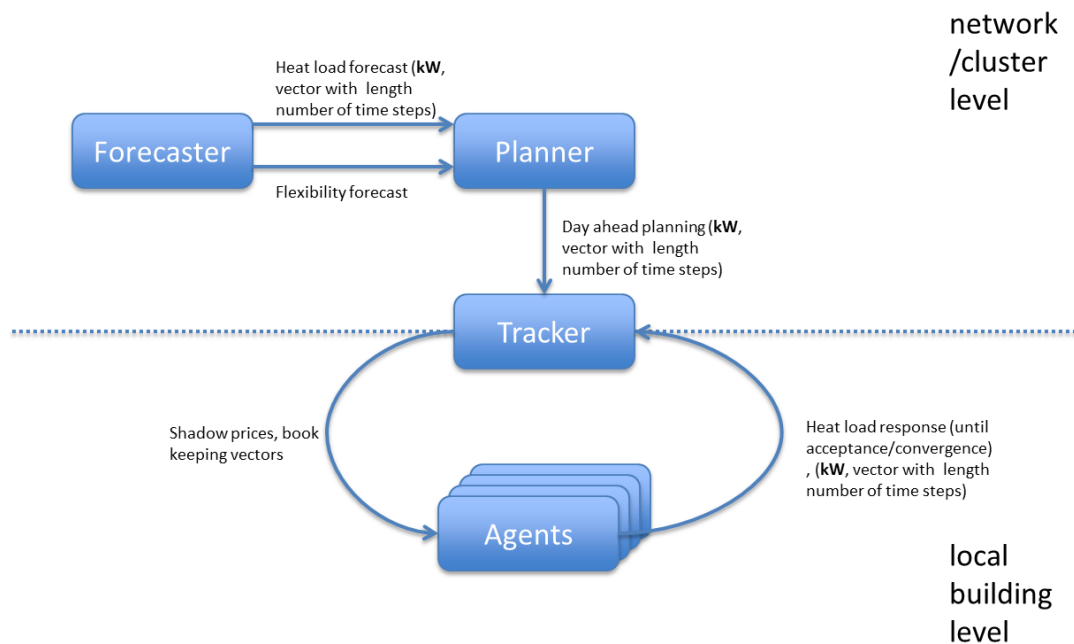 network
/cluster
level
Heat load forecast (kW,
vector with length
number of time steps)
Forecaster
Planner
Flexibility forecast
Day ahead planning (kW,
vector with length
number of time steps)
Tracker
Shadow prices, book
keeping vectors
Heat load response (until
acceptance/convergence)
, (kW, vector with length
number of time steps)
Agents
local
building
level